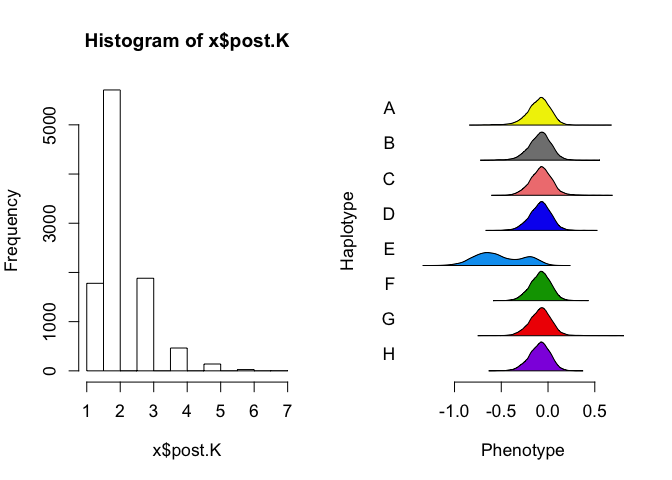 Histogram of x$post.K
Frequency
0
1000
3000
5000
1 2 3 4 5 6 7
x$post.K
Haplotype
A
B
C
D
E
F
G
H
-1.0 -0.5 0.0 0.5
Phenotype